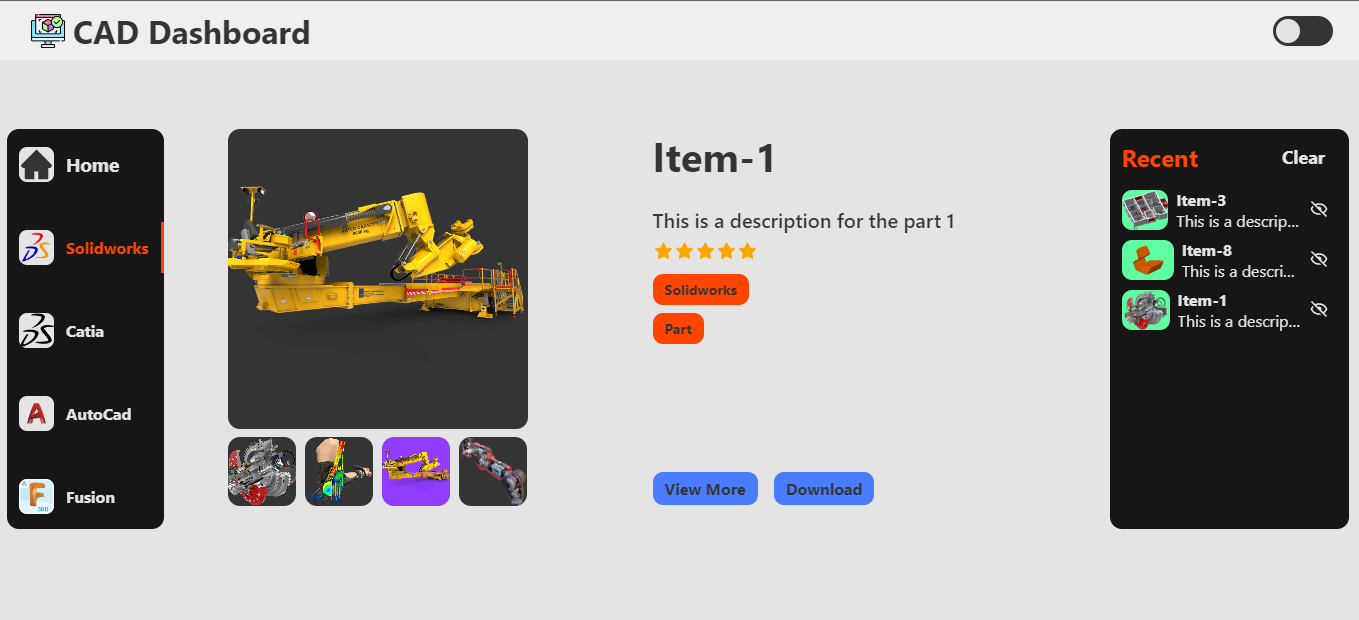 CAD Dashboard
Home
Solidworks
Catia
AutoCad
Fusion
Item-1
This is a description for the part 1
Solidworks
Part
View More
Download
Recent
Clear
Item-3
This is a descrip...
Item-8
This is a descri...
Item-1
This is a descrip...